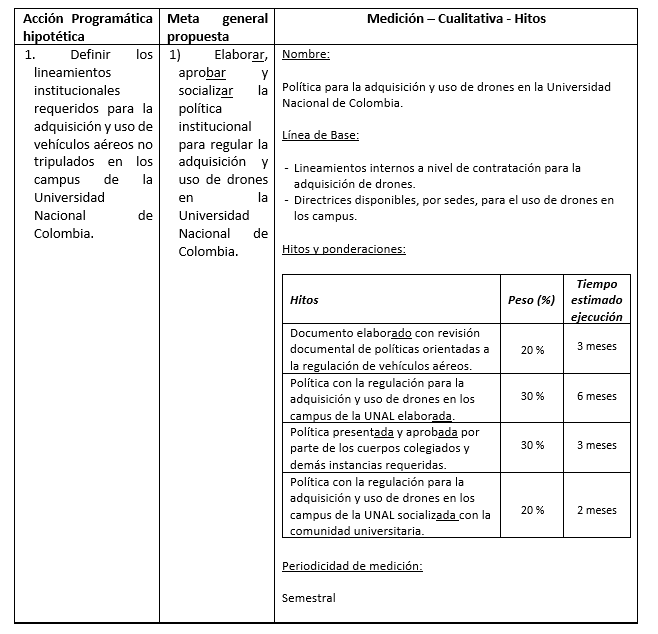 Acción Programática
hipotética
Meta general
propuesta
Medición – Cualitativa - Hitos
1. Definir los
lineamientos
institucionales
requeridos para la
adquisición y uso de
vehículos aéreos no
tripulados en los
campus de la
Universidad
Nacional de
Colombia.
1) Elaborar,
aprobar y
socializar la
política
institucional
para regular la
adquisición y
uso de drones
en la
Universidad
Nacional de
Colombia.
Nombre:
Política para la adquisición y uso de drones en la Universidad
Nacional de Colombia.
Línea de Base:
- Lineamientos internos a nivel de contratación para la
adquisición de drones.
- Directrices disponibles, por sedes, para el uso de drones en
los campus.
Hitos y ponderaciones:
Hitos
Peso (%)
Tiempo
estimado
ejecución
Documento elaborado con revisión
documental de políticas orientadas a
la regulación de vehículos aéreos.
20 %
3 meses
Política con la regulación para la
adquisición y uso de drones en los
campus de la UNAL elaborada.
30 %
6 meses
Política presentada y aprobada por
parte de los cuerpos colegiados y
demás instancias requeridas.
30 %
3 meses
Política con la regulación para la
adquisición y uso de drones en los
campus de la UNAL socializada con la
comunidad universitaria.
20 %
2 meses
Periodicidad de medición:
Semestral